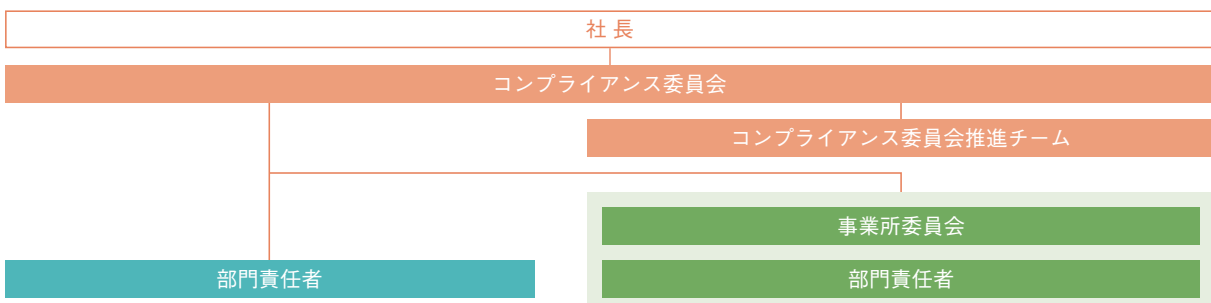 社長
コンプライアンス委員会
コンプライアンス委員会推進チーム
事業所委員会
部門責任者
部門責任者